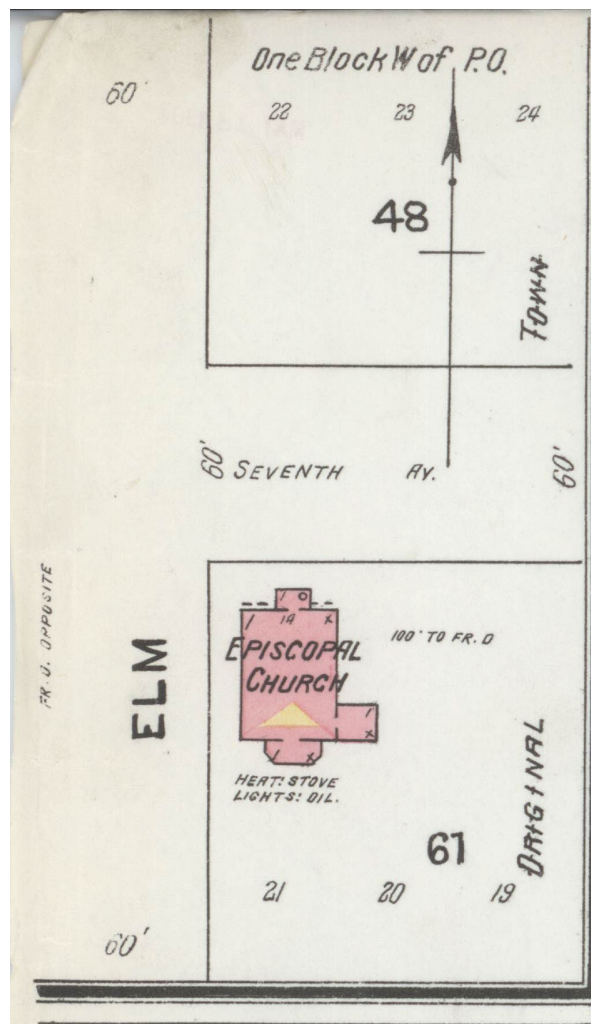 One Block W of P.O.
60'
22 23 24
48
TOWN
60' SEVENTH AV. 60'
FR. D. OPPOSITE
ELM
1 o
14
/ x
EPISCOPAL
CHURCH
100' TO FR. D
/
x
/ x
HEAT: STOVE
LIGHTS: OIL.
ORIGINAL
61
21 20 19
60'